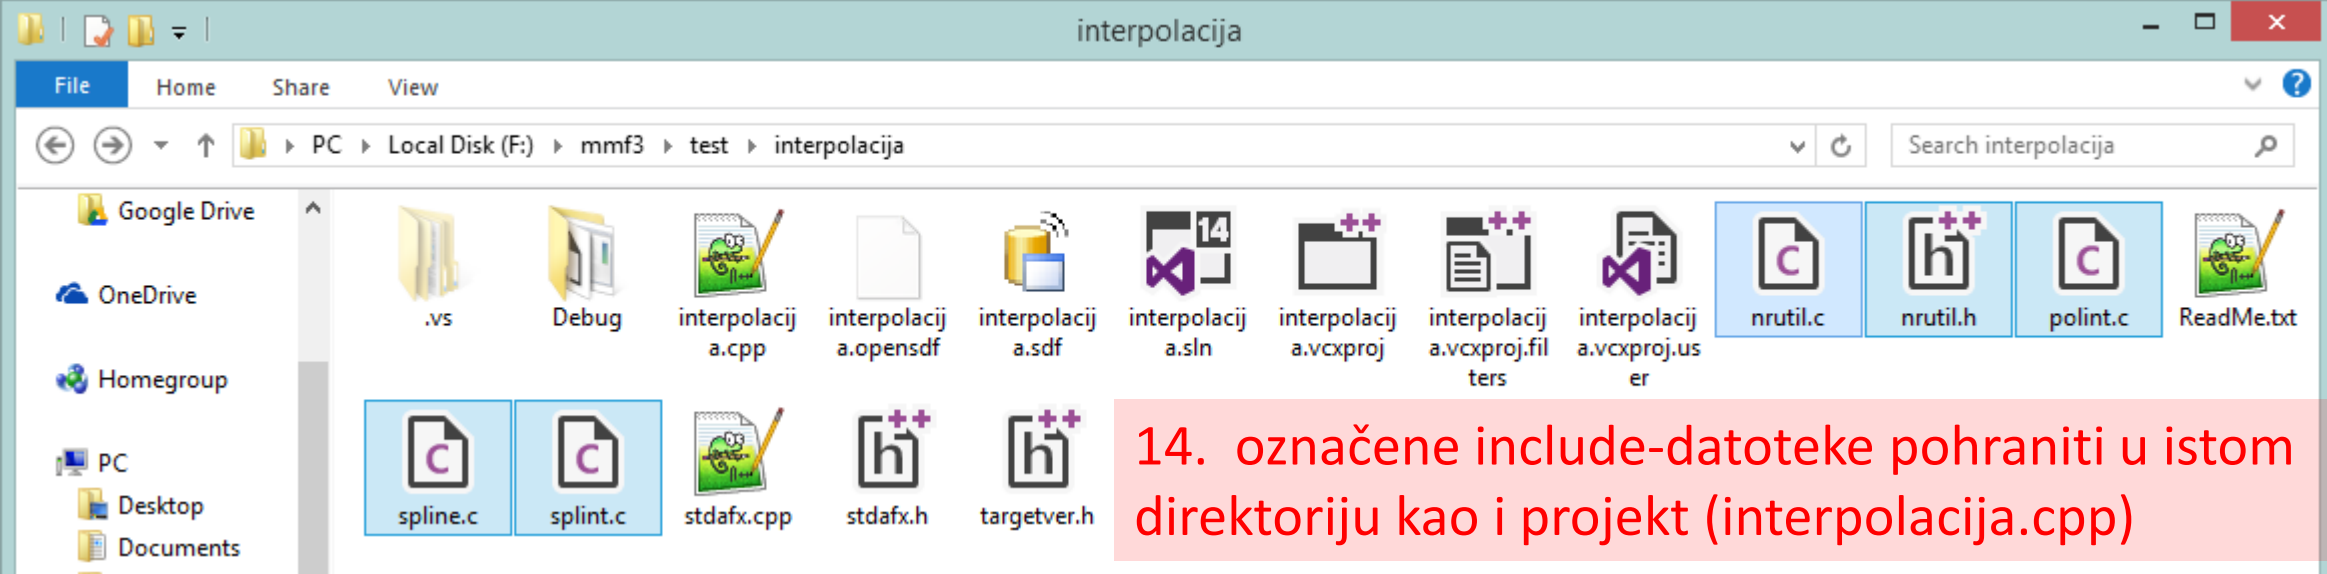 interpolacija
File Home Share View
PC Local Disk (F:) mmf3 test interpolacija Search interpolacija
Google Drive
OneDrive
Homegroup
PC
Desktop
Documents
.vs Debug interpolacij interpolacij interpolacij interpolacij interpolacij interpolacij interpolacij nrutil.c nrutil.h polint.c ReadMe.txt
a.cpp a.opensdf a.sdf a.sln a.vcxproj a.vcxproj.fil a.vcxproj.us
ters er
spline.c splint.c stdafx.cpp stdafx.h targetver.h
14. označene include-datoteke pohraniti u istom
direktoriju kao i projekt (interpolacija.cpp)